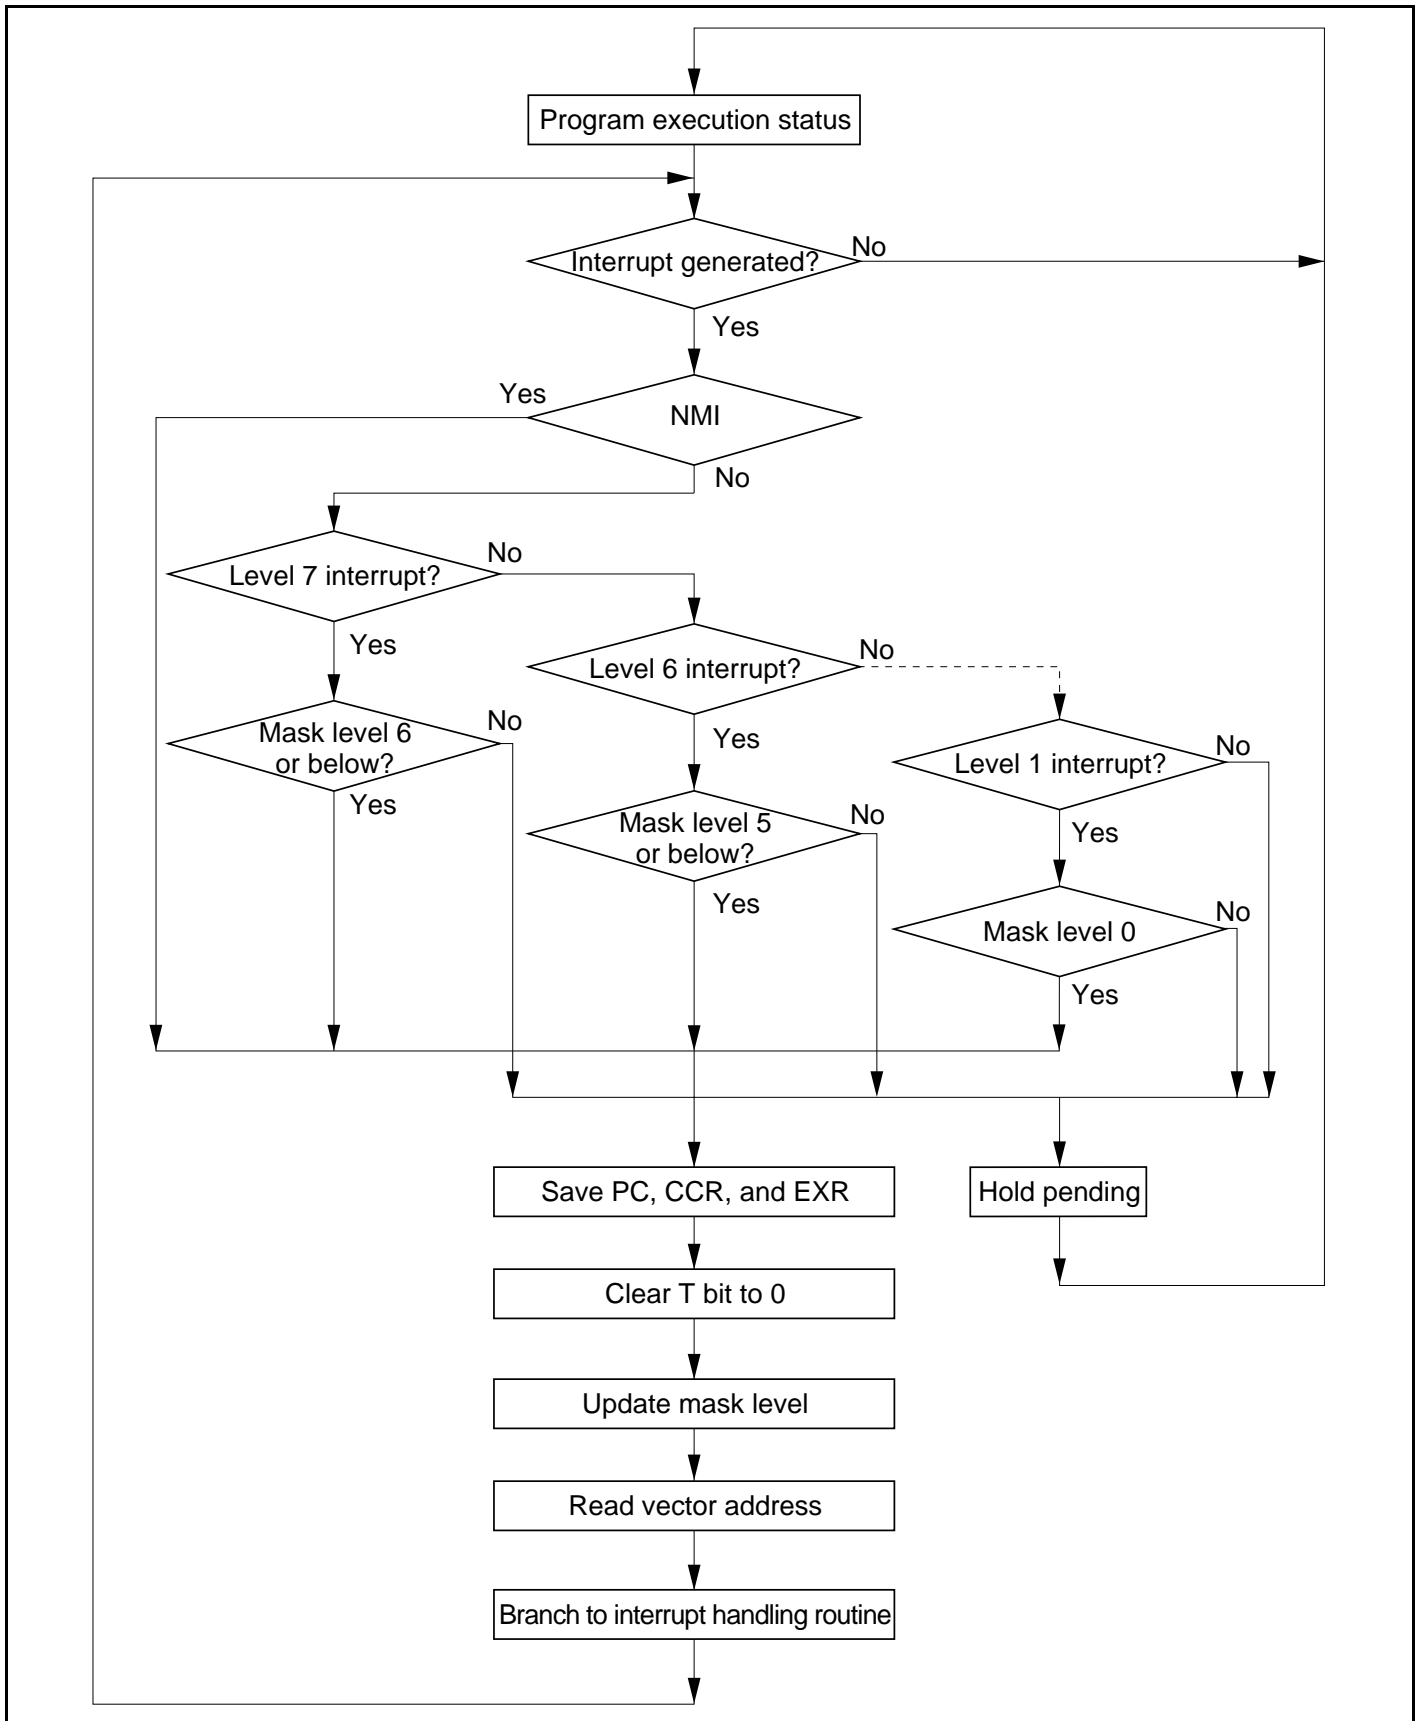 Program execution status
Interrupt generated?
No
Yes
Yes
NMI
No
Level 7 interrupt?
No
Yes
Level 6 interrupt?
No
Yes
Mask level 6
or below?
No
Yes
Level 1 interrupt?
No
Yes
Mask level 5
or below?
No
Yes
Mask level 0
No
Yes
Save PC, CCR, and EXR
Hold pending
Clear T bit to 0
Update mask level
Read vector address
Branch to interrupt handling routine